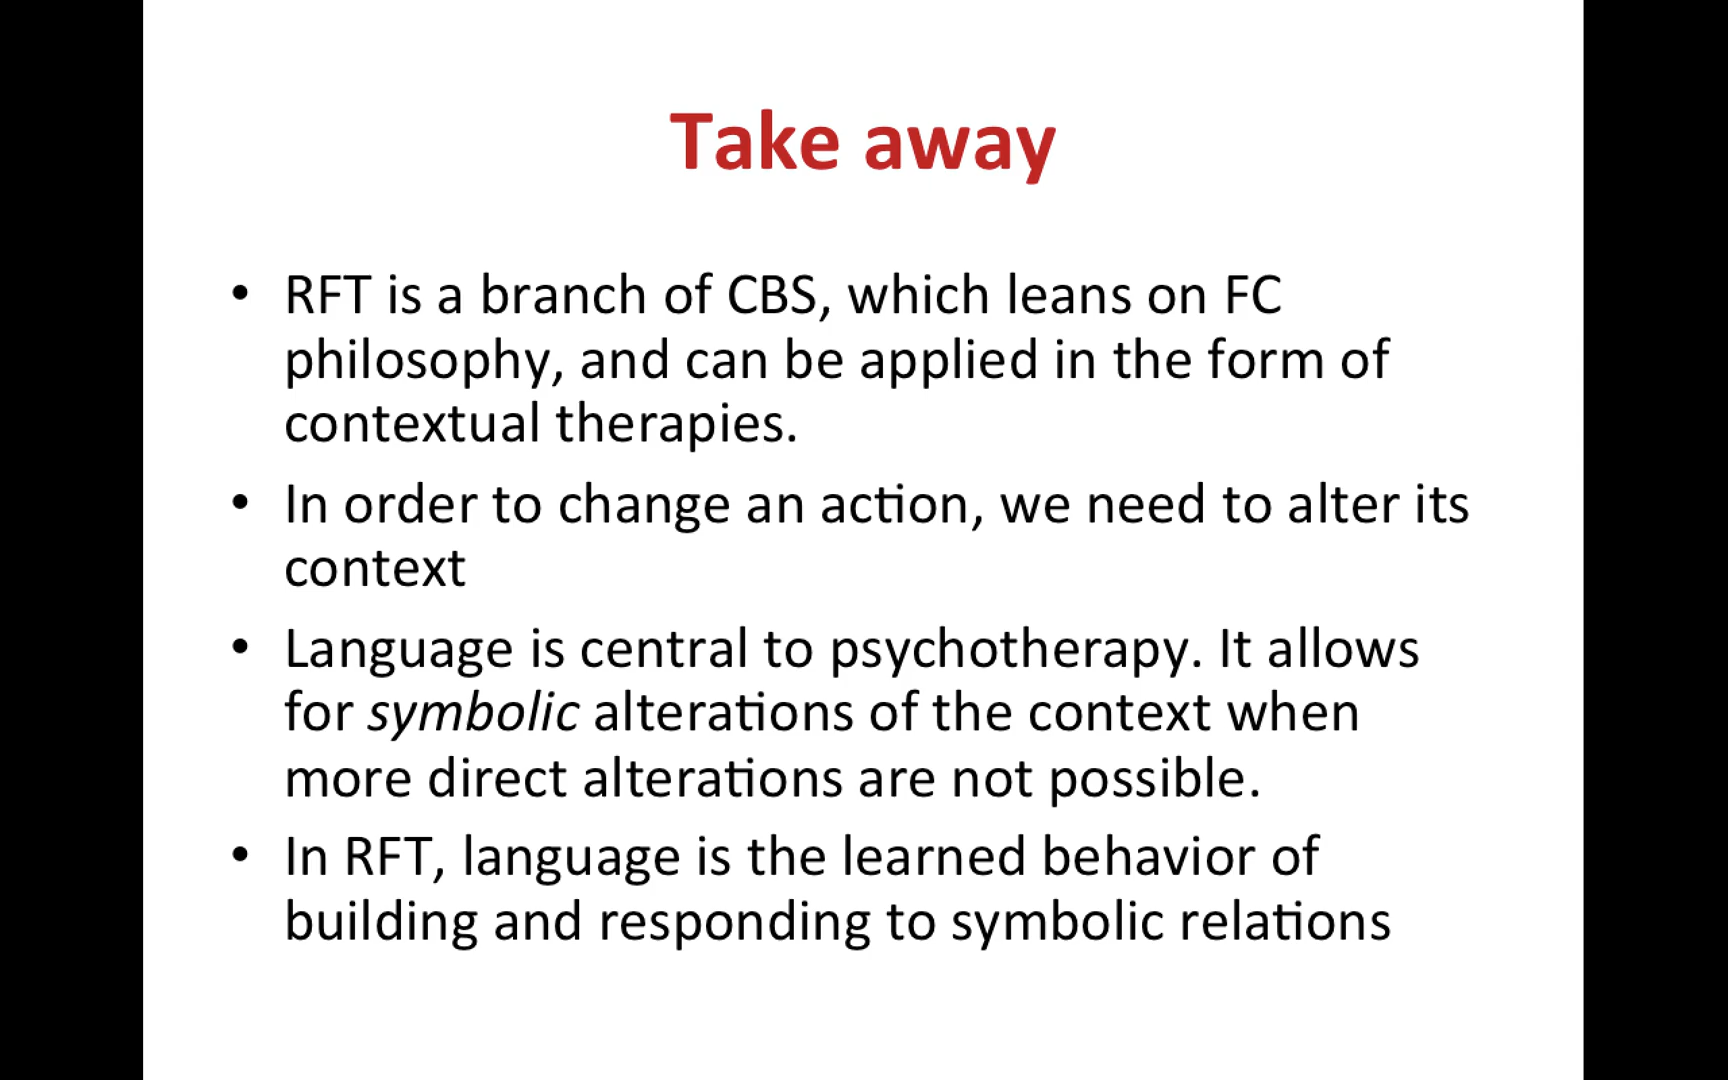 Take away
• RFT is a branch of CBS, which leans on FC
philosophy, and can be applied in the form of
contextual therapies.
• In order to change an action, we need to alter its
context
• Language is central to psychotherapy. It allows
for symbolic alterations of the context when
more direct alterations are not possible.
• In RFT, language is the learned behavior of
building and responding to symbolic relations